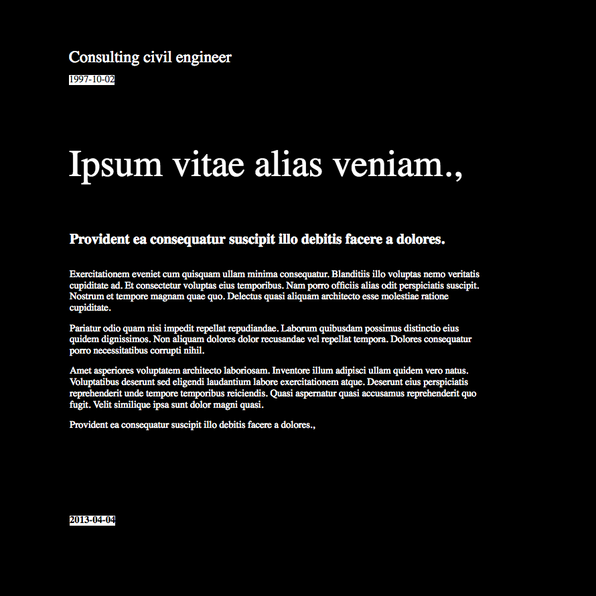 Consulting civil engineer
1997-10-02
Ipsum vitae alias veniam.,
Provident ea consequatur suscipit illo debitis facere a dolores.
Exercitationem eveniet cum quisquam ullam minima consequatur. Blanditiis illo voluptas nemo veritatis
cupiditate ad. Et consectetur voluptas eius temporibus. Nam porro officiis alias odit perspiciatis suscipit.
Nostrum et tempore magnam quae quo. Delectus quasi aliquam architecto esse molestiae ratione
cupiditate.
Pariatur odio quam nisi impedit repellat repudiandae. Laborum quibusdam possimus distinctio eius
quidem dignissimos. Non aliquam dolores dolor recusandae vel repellat tempora. Dolores consequatur
porro necessitatibus corrupti nihil.
Amet asperiores voluptatem architecto laboriosam. Inventore illum adipisci ullam quidem vero natus.
Voluptatibus deserunt sed eligendi laudantium labore exercitationem atque. Deserunt eius perspiciatis
reprehenderit unde tempore temporibus reiciendis. Quasi aspernatur quasi accusamus reprehenderit quo
fugit. Velit similique ipsa sunt dolor magni quasi.
Provident ea consequatur suscipit illo debitis facere a dolores.,
2013-04-04